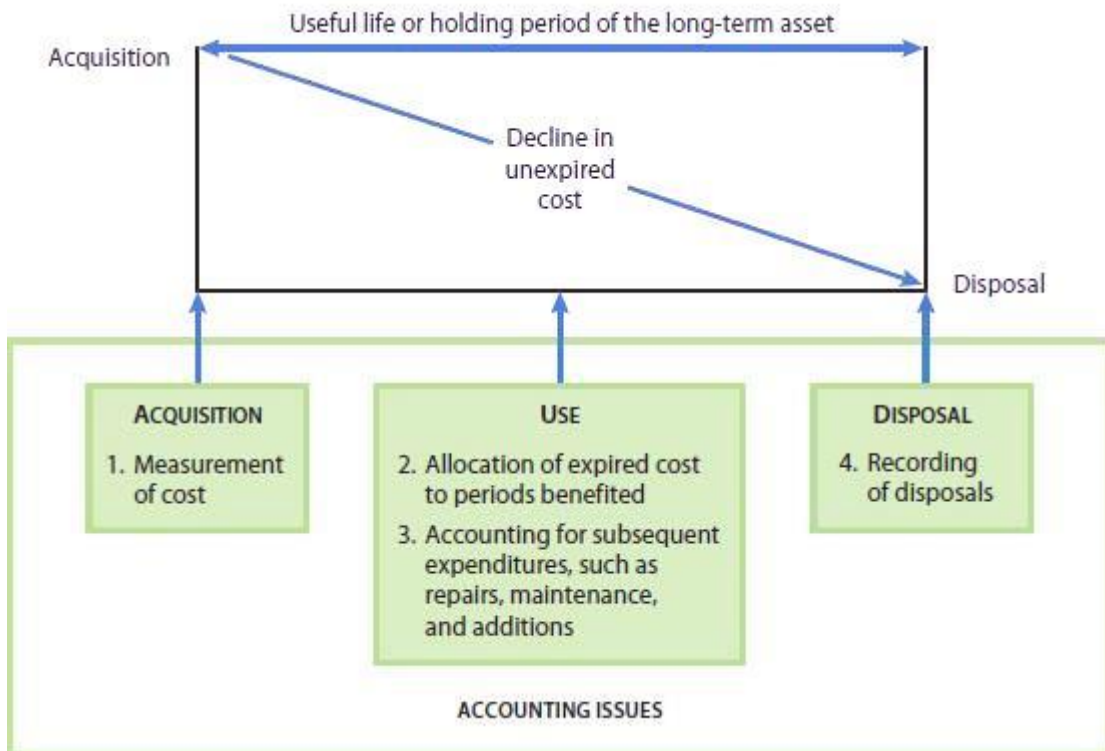 Useful life or holding period of the long-term asset
Acquisition
Decline in
unexpired
cost
Disposal
ACQUISITION
1. Measurement
of cost
USE
2. Allocation of expired cost
to periods benefited
3. Accounting for subsequent
expenditures, such as
repairs, maintenance,
and additions
DISPOSAL
4. Recording
of disposals
ACCOUNTING ISSUES